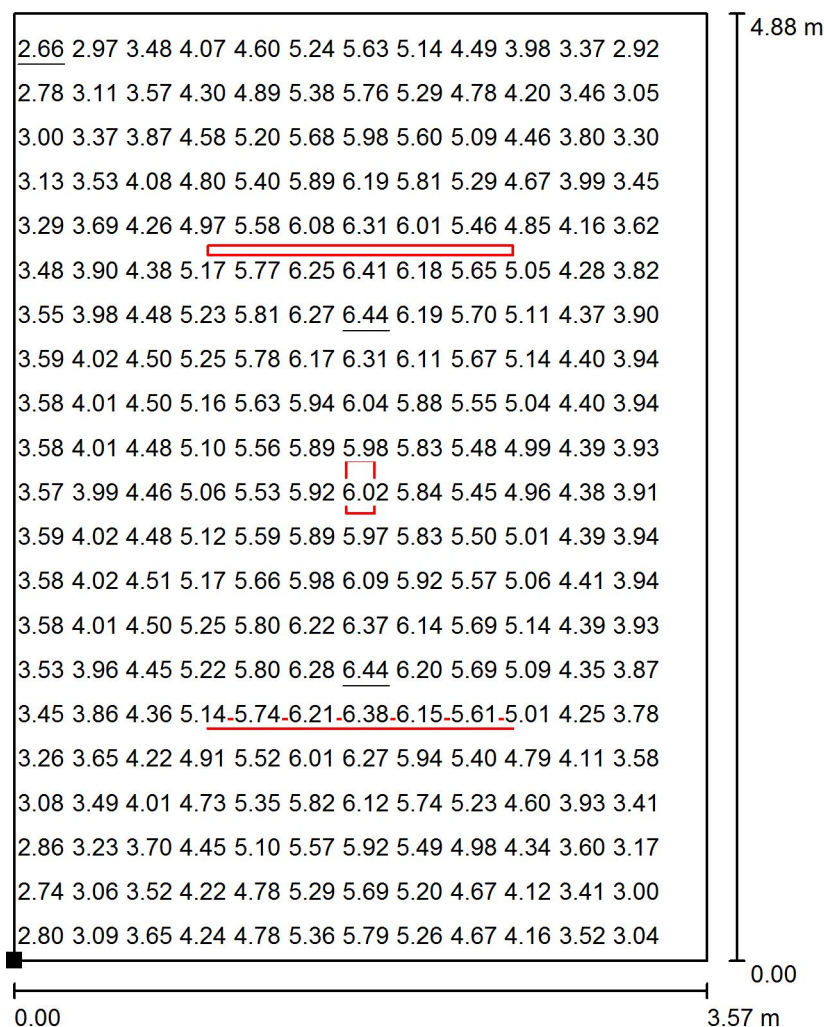 4.88 m
2.66 2.97 3.48 4.07 4.60 5.24 5.63 5.14 4.49 3.98 3.37 2.92
2.78 3.11 3.57 4.30 4.89 5.38 5.76 5.29 4.78 4.20 3.46 3.05
3.00 3.37 3.87 4.58 5.20 5.68 5.98 5.60 5.09 4.46 3.80 3.30
3.13 3.53 4.08 4.80 5.40 5.89 6.19 5.81 5.29 4.67 3.99 3.45
3.29 3.69 4.26 4.97 5.58 6.08 6.31 6.01 5.46 4.85 4.16 3.62
3.48 3.90 4.38 5.17 5.77 6.25 6.41 6.18 5.65 5.05 4.28 3.82
3.55 3.98 4.48 5.23 5.81 6.27 6.44 6.19 5.70 5.11 4.37 3.90
3.59 4.02 4.50 5.25 5.78 6.17 6.31 6.11 5.67 5.14 4.40 3.94
3.58 4.01 4.50 5.16 5.63 5.94 6.04 5.88 5.55 5.04 4.40 3.94
3.58 4.01 4.48 5.10 5.56 5.89 5.98 5.83 5.48 4.99 4.39 3.93
3.57 3.99 4.46 5.06 5.53 5.92 6.02 5.84 5.45 4.96 4.38 3.91
3.59 4.02 4.48 5.12 5.59 5.89 5.97 5.83 5.50 5.01 4.39 3.94
3.58 4.02 4.51 5.17 5.66 5.98 6.09 5.92 5.57 5.06 4.41 3.94
3.58 4.01 4.50 5.25 5.80 6.22 6.37 6.14 5.69 5.14 4.39 3.93
3.53 3.96 4.45 5.22 5.80 6.28 6.44 6.20 5.69 5.09 4.35 3.87
3.45 3.86 4.36 5.14 5.74 6.21 6.38 6.15 5.61 5.01 4.25 3.78
3.26 3.65 4.22 4.91 5.52 6.01 6.27 5.94 5.40 4.79 4.11 3.58
3.08 3.49 4.01 4.73 5.35 5.82 6.12 5.74 5.23 4.60 3.93 3.41
2.86 3.23 3.70 4.45 5.10 5.57 5.92 5.49 4.98 4.34 3.60 3.17
2.74 3.06 3.52 4.22 4.78 5.29 5.69 5.20 4.67 4.12 3.41 3.00
2.80 3.09 3.65 4.24 4.78 5.36 5.79 5.26 4.67 4.16 3.52 3.04
0.00
0.00 3.57 m